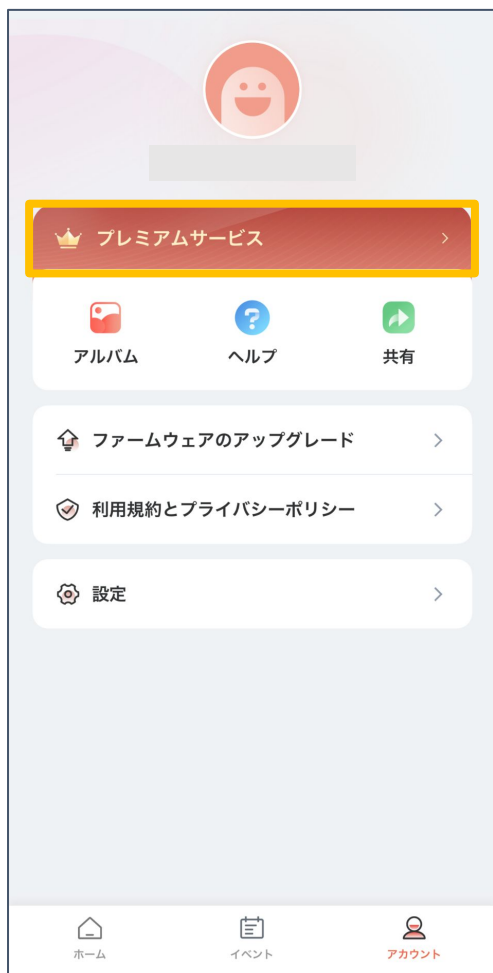 プレミアムサービス
アルバム ヘルプ 共有
ファームウェアのアップグレード
利用規約とプライバシーポリシー
設定
ホーム イベント アカウント